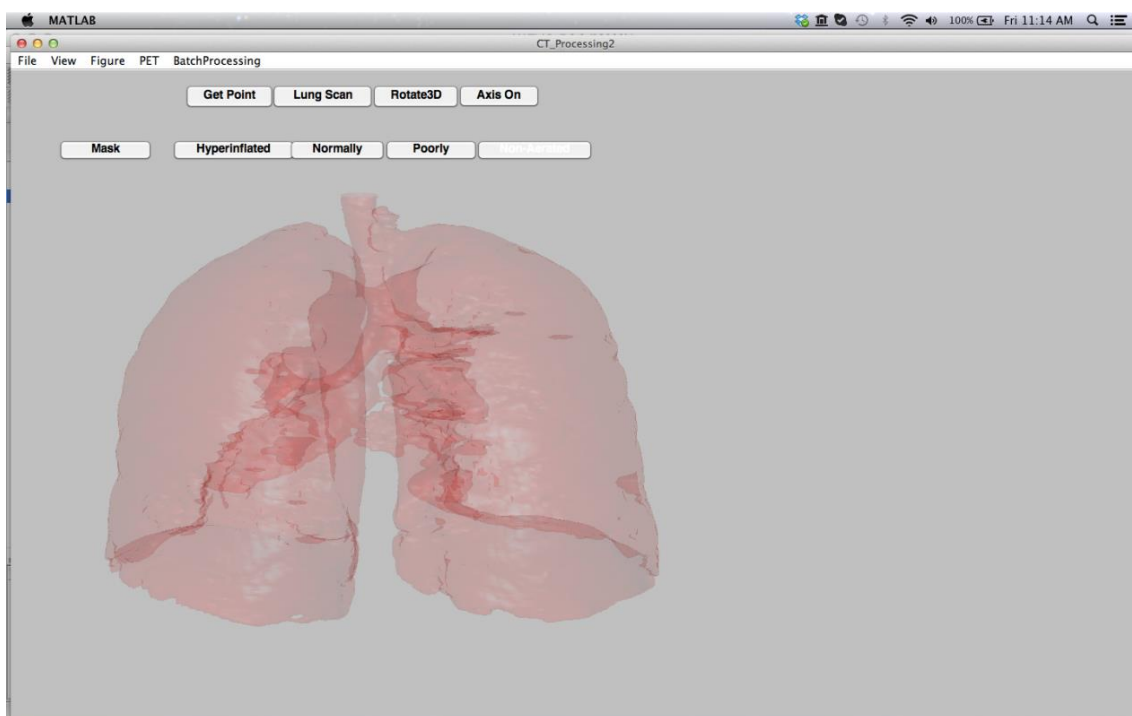 MATLAB 100% Fri 11:14 AM
CT_Processing2
File View Figure PET BatchProcessing
Get Point Lung Scan Rotate3D Axis On
Mask Hyperinflated Normally Poorly Non-Aerated